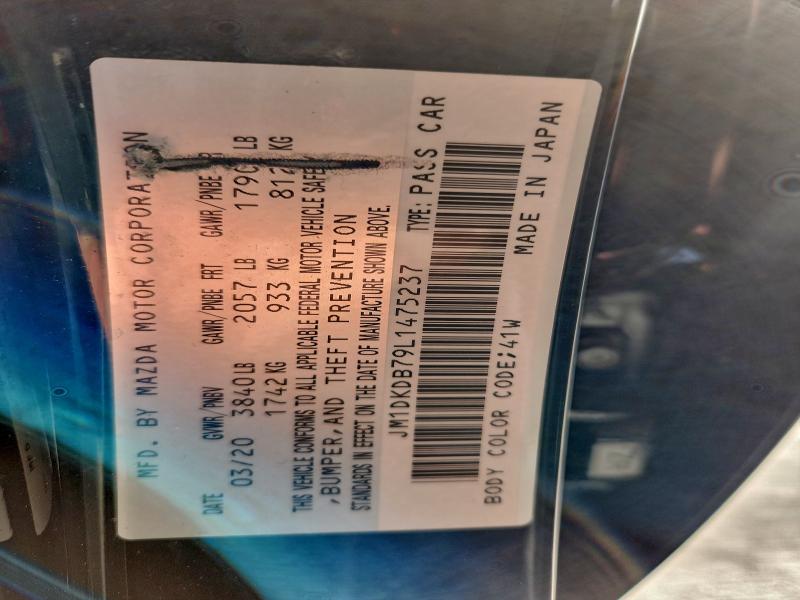 MFD. BY MAZDA MOTOR CORPORATION
DATE GVWR/PNBV GAWR/PNBE FRT GAWR/PNBE
03/20 3840LB 2057 LB LB
1742KG 933 KG KG
THIS VEHICLE CONFORMS TO ALL APPLICABLE FEDERAL MOTOR VEHICLE SAFE
,BUMPER,AND THEFT PREVENTION
STANDARDS IN EFFECT ON THE DATE OF MANUFACTURE SHOWN ABOVE.
JM1DKDB79L1475237 TYPE: PASS CAR
BODY COLOR CODE;41W MADE IN JAPAN